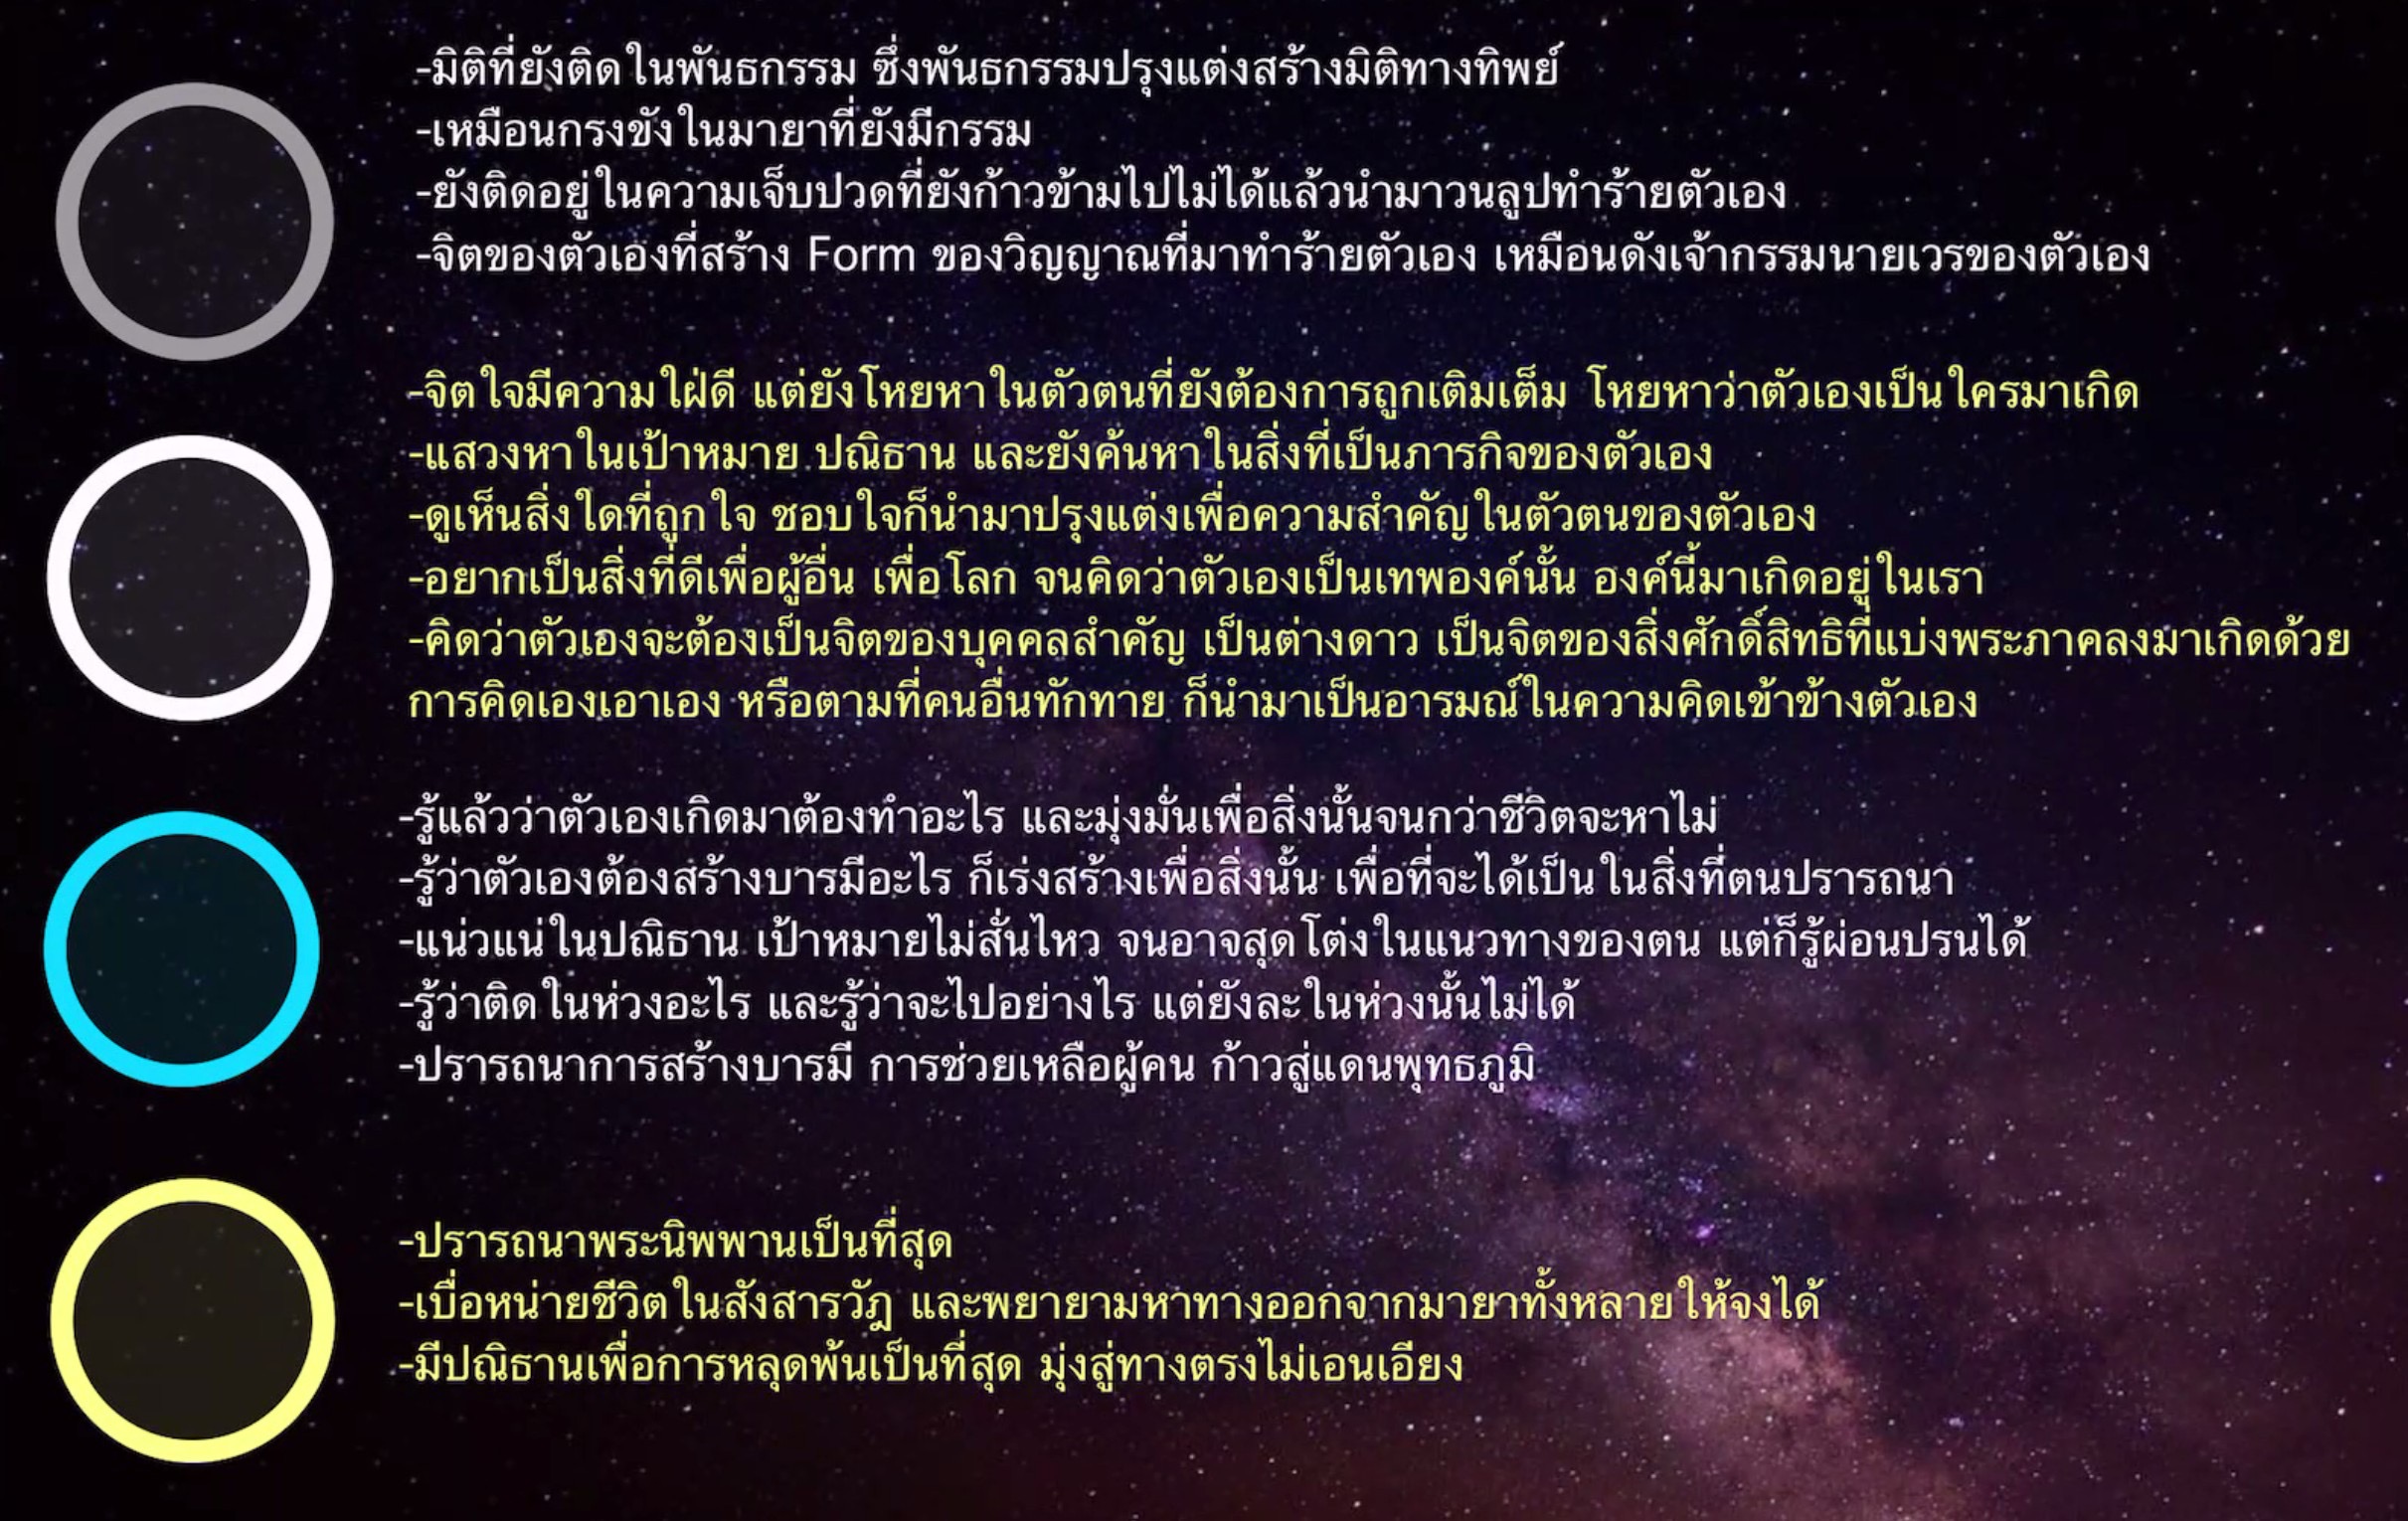 -มิติที่ยังติดในพันธกรรม ซึ่งพันธกรรมปรุงแต่งสร้างมิติทางทิพย์
-เหมือนกรงขังในมายาที่ยังมีกรรม
-ยังติดอยู่ในความเจ็บปวดที่ยังก้าวข้ามไปไม่ได้แล้วนำมาวนลูปทำร้ายตัวเอง
-จิตของตัวเองที่สร้าง Form ของวิญญาณที่มาทำร้ายตัวเอง เหมือนดังเจ้ากรรมนายเวรของตัวเอง
-จิตใจมีความใฝ่ดี แต่ยังโหยหาในตัวตนที่ยังต้องการถูกเติมเต็ม โหยหาว่าตัวเองเป็นใครมาเกิด
-แสวงหาในเป้าหมาย ปณิธาน และยังค้นหาในสิ่งที่เป็นภารกิจของตัวเอง
-ดูเห็นสิ่งใดที่ถูกใจ ชอบใจก็นำมาปรุงแต่งเพื่อความสำคัญในตัวตนของตัวเอง
-อยากเป็นสิ่งที่ดีเพื่อผู้อื่น เพื่อโลก จนคิดว่าตัวเองเป็นเทพองค์นั้น องค์นี้มาเกิดอยู่ในเรา
-คิดว่าตัวเองจะต้องเป็นจิตของบุคคลสำคัญ เป็นต่างดาว เป็นจิตของสิ่งศักดิ์สิทธิที่แบ่งพระภาคลงมาเกิดด้วย
การคิดเองเอาเอง หรือตามที่คนอื่นทักทาย ก็นำมาเป็นอารมณ์ในความคิดเข้าข้างตัวเอง
-รู้แล้วว่าตัวเองเกิดมาต้องทำอะไร และมุ่งมั่นเพื่อสิ่งนั้นจนกว่าชีวิตจะหาไม่
-รู้ว่าตัวเองต้องสร้างบารมีอะไร ก็เร่งสร้างเพื่อสิ่งนั้น เพื่อที่จะได้เป็นในสิ่งที่ตนปรารถนา
-แน่วแน่ในปณิธาน เป้าหมายไม่สั่นไหว จนอาจสุดโต่งในแนวทางของตน แต่ก็รู้ผ่อนปรนได้
-รู้ว่าติดในห่วงอะไร และรู้ว่าจะไปอย่างไร แต่ยังละในห่วงนั้นไม่ได้
-ปรารถนาการสร้างบารมี การช่วยเหลือผู้คน ก้าวสู่แดนพุทธภูมิ
-ปรารถนาพระนิพพานเป็นที่สุด
-เบื่อหน่ายชีวิตในสังสารวัฎ และพยายามหาทางออกจากมายาทั้งหลายให้จงได้
-มีปณิธานเพื่อการหลุดพ้นเป็นที่สุด มุ่งสู่ทางตรงไม่เอนเอียง